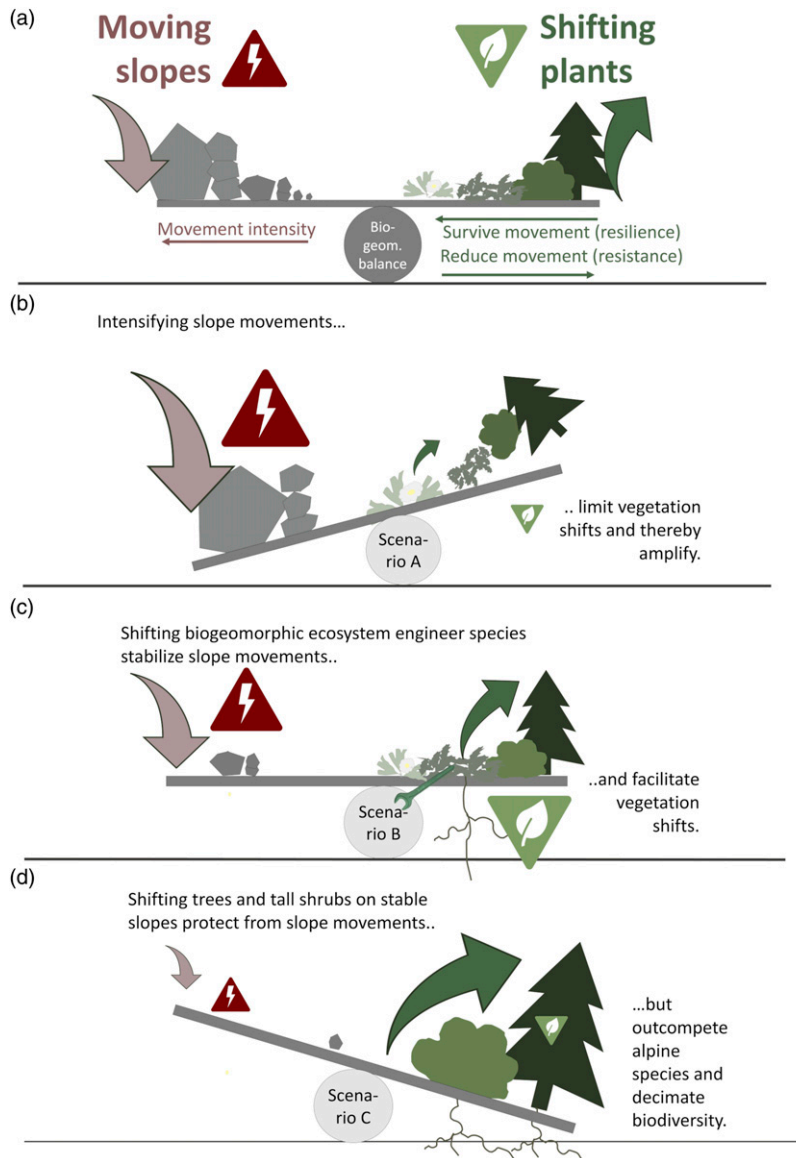 (a)
Moving
slopes
Shifting
plants
Movement intensity
Bio-
geom.
balance
Survive movement (resilience)
Reduce movement (resistance)
(b)
Intensifying slope movements...
Scena-
rio A
.. limit vegetation
shifts and thereby
amplify.
(c)
Shifting biogeomorphic ecosystem engineer species
stabilize slope movements..
Scena-
rio B
..and facilitate
vegetation
shifts.
(d)
Shifting trees and tall shrubs on stable
slopes protect from slope movements..
Scena-
rio C
...but
outcompete
alpine
species and
decimate
biodiversity.